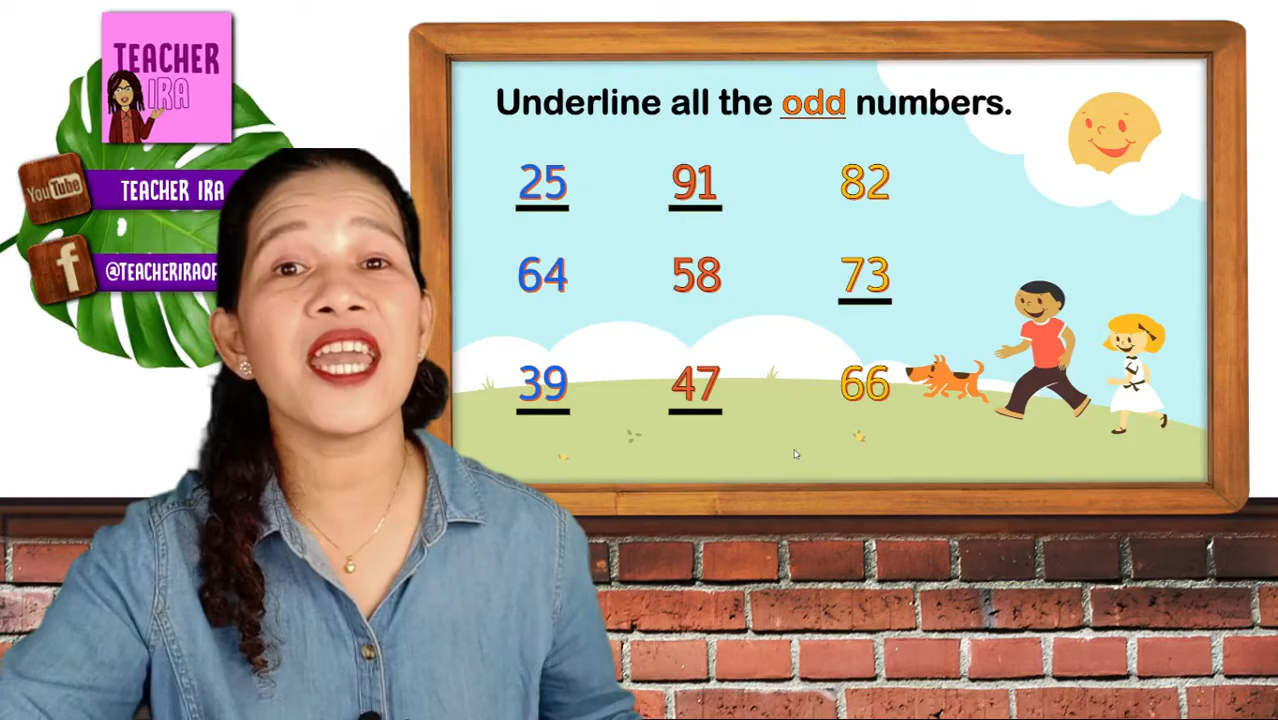 TEACHER
IRA
YouTube
TEACHER IRA
f
Underline all the odd numbers.
25 91 82
64 58 73
39 47 66